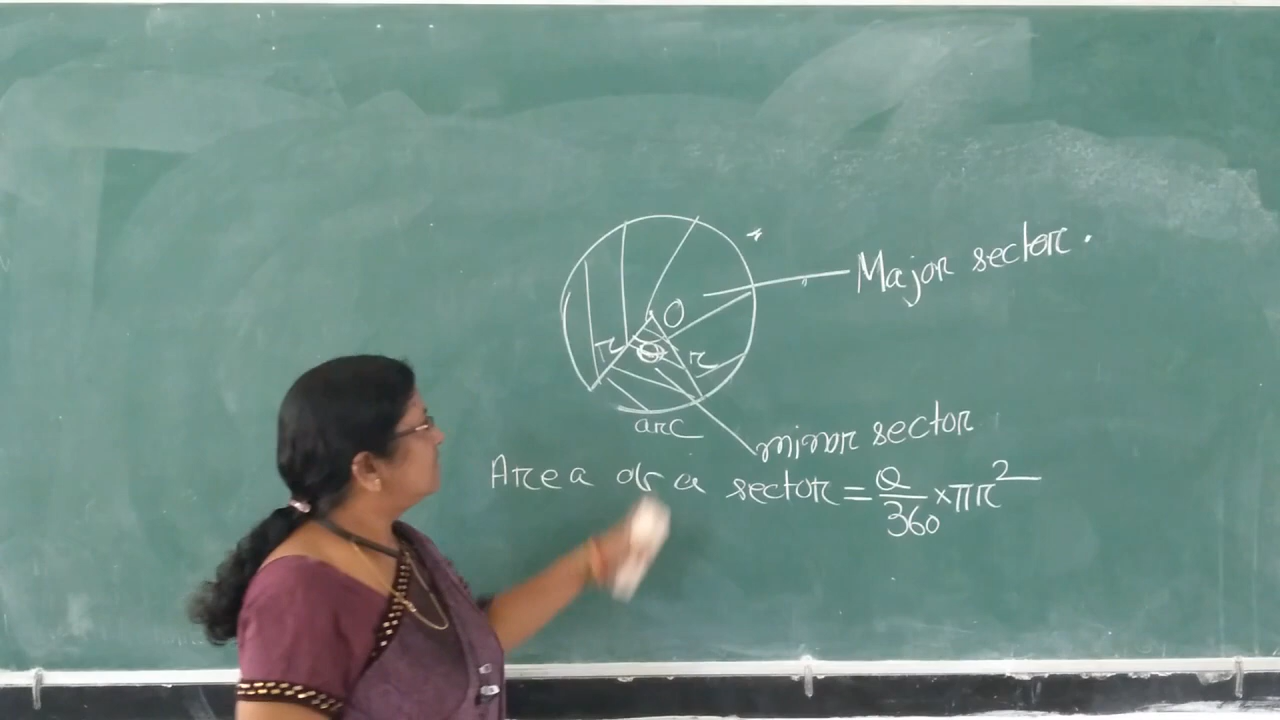 Major sector.
O
r θ r
arc
minor sector
Area of a sector = θ/360 × πr²